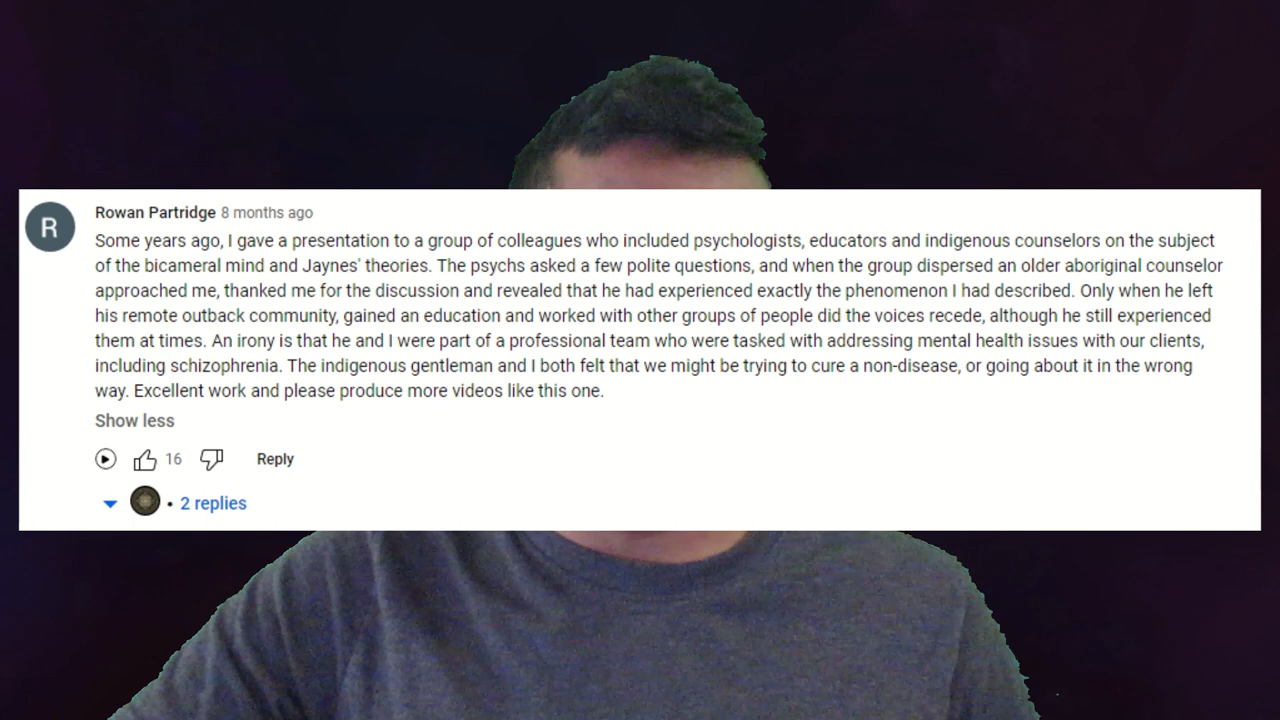 R
Rowan Partridge 8 months ago
Some years ago, I gave a presentation to a group of colleagues who included psychologists, educators and indigenous counselors on the subject
of the bicameral mind and Jaynes' theories. The psychs asked a few polite questions, and when the group dispersed an older aboriginal counselor
approached me, thanked me for the discussion and revealed that he had experienced exactly the phenomenon I had described. Only when he left
his remote outback community, gained an education and worked with other groups of people did the voices recede, although he still experienced
them at times. An irony is that he and I were part of a professional team who were tasked with addressing mental health issues with our clients,
including schizophrenia. The indigenous gentleman and I both felt that we might be trying to cure a non-disease, or going about it in the wrong
way. Excellent work and please produce more videos like this one.
Show less
16 Reply
• 2 replies